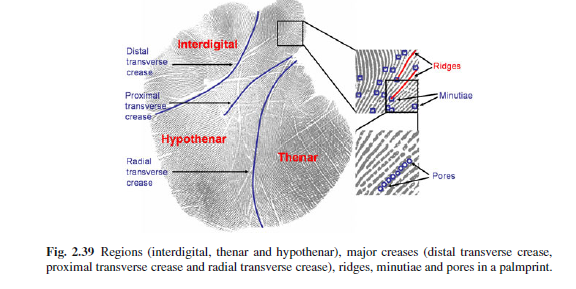 Interdigital
Distal
transverse
crease
Ridges
Proximal
transverse
crease
Minutiae
Hypothenar
Thenar
Radial
transverse
crease
Pores
Fig. 2.39 Regions (interdigital, thenar and hypothenar), major creases (distal transverse crease,
proximal transverse crease and radial transverse crease), ridges, minutiae and pores in a palmprint.